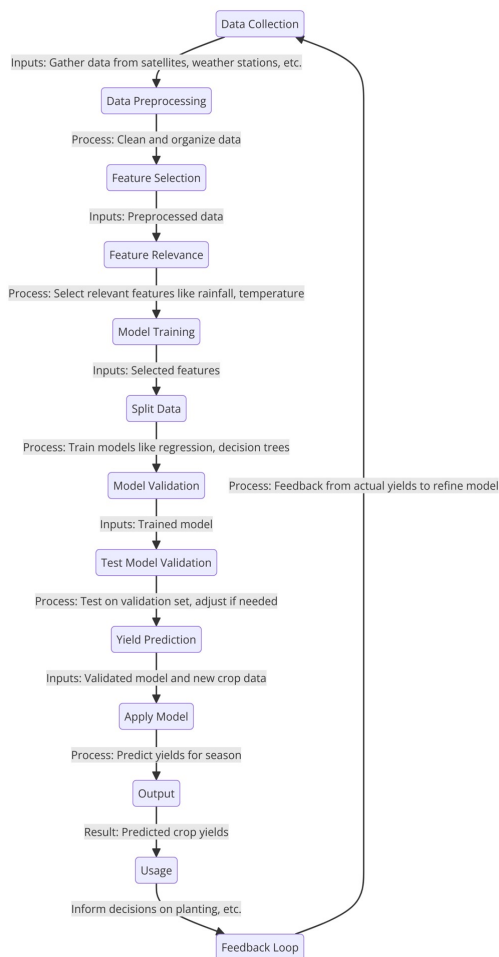 Data Collection
Inputs: Gather data from satellites, weather stations, etc.
Data Preprocessing
Process: Clean and organize data
Feature Selection
Inputs: Preprocessed data
Feature Relevance
Process: Select relevant features like rainfall, temperature
Model Training
Inputs: Selected features
Split Data
Process: Train models like regression, decision trees
Model Validation
Process: Feedback from actual yields to refine model
Inputs: Trained model
Test Model Validation
Process: Test on validation set, adjust if needed
Yield Prediction
Inputs: Validated model and new crop data
Apply Model
Process: Predict yields for season
Output
Result: Predicted crop yields
Usage
Inform decisions on planting, etc.
Feedback Loop